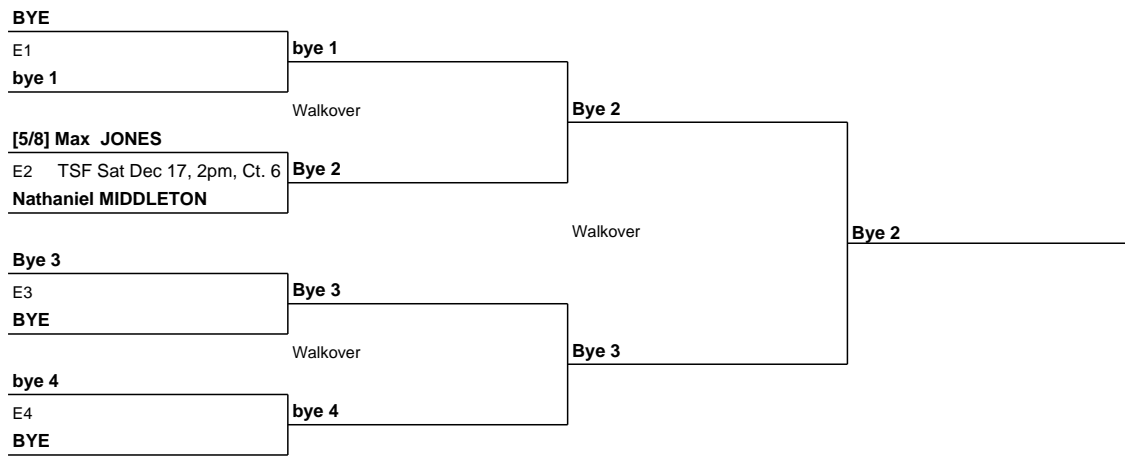 BYE
E1
bye 1
bye 1
Walkover
Bye 2
[5/8] Max JONES
E2 TSF Sat Dec 17, 2pm, Ct. 6
Bye 2
Nathaniel MIDDLETON
Walkover
Bye 2
Bye 3
E3
Bye 3
BYE
Walkover
Bye 3
bye 4
E4
bye 4
BYE